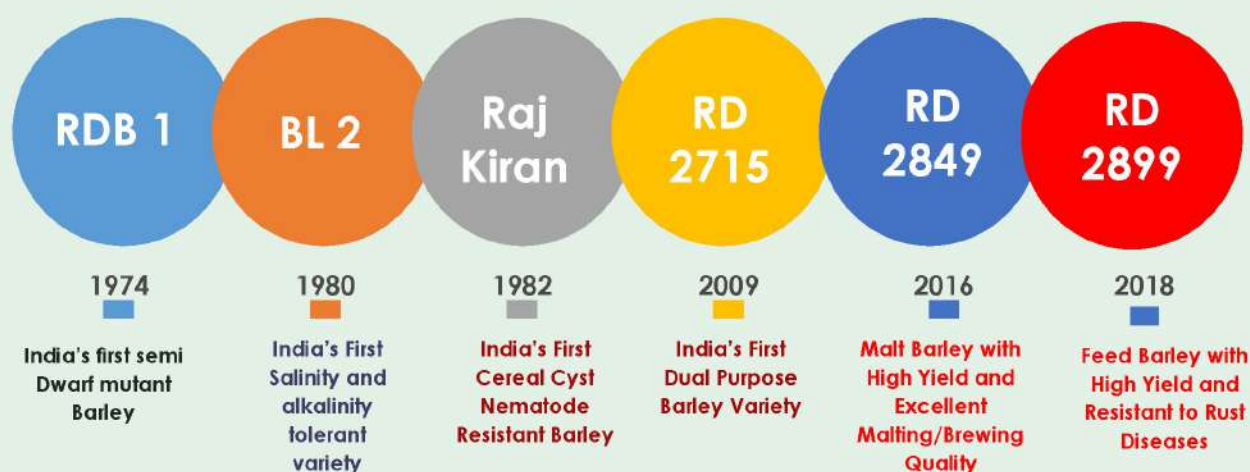 RDB 1
BL 2
Raj
Kiran
RD
2715
RD
2849
RD
2899
1974
1980
1982
2009
2016
2018
India's first semi
Dwarf mutant
Barley
India's First
Salinity and
alkalinity
tolerant
variety
India's First
Cereal Cyst
Nematode
Resistant Barley
India's First
Dual Purpose
Barley Variety
Malt Barley with
High Yield and
Excellent
Malting/Brewing
Quality
Feed Barley with
High Yield and
Resistant to Rust
Diseases